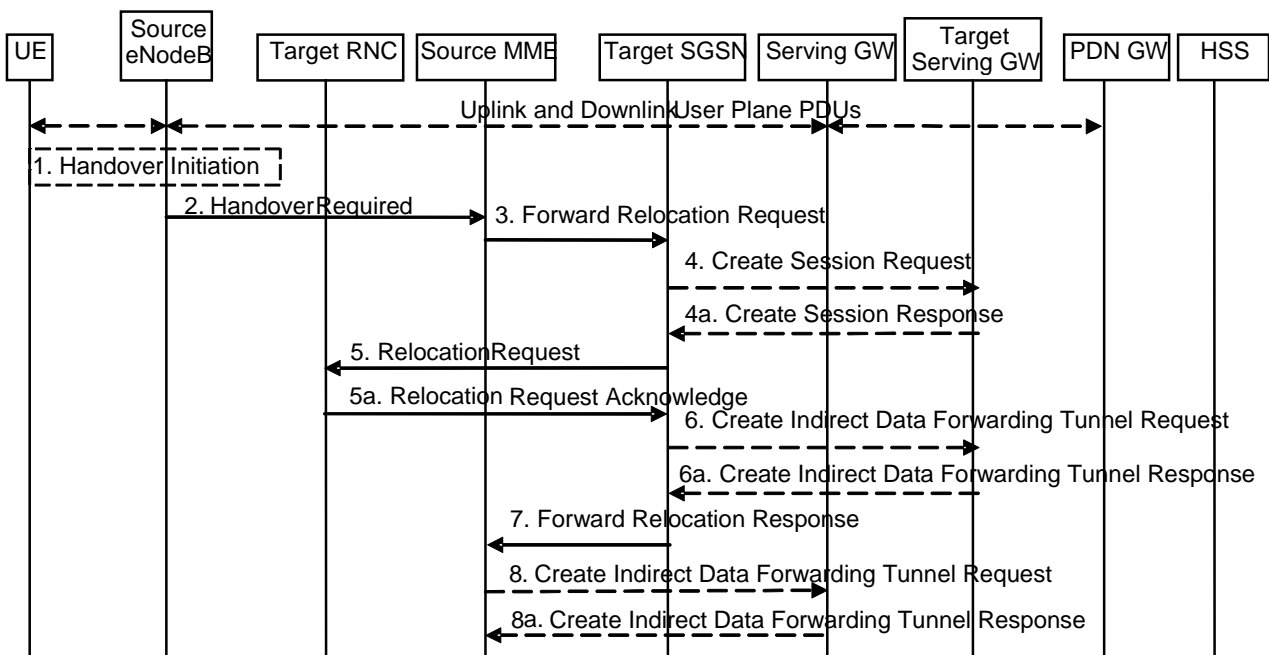 UE
Source
eNodeB
Target RNC
Source MME
Target SGSN
Serving GW
Target
Serving GW
PDN GW
HSS
Uplink and Downlink User Plane PDUs
1. Handover Initiation
2. Handover Required
3. Forward Relocation Request
4. Create Session Request
4a. Create Session Response
5. Relocation Request
5a. Relocation Request Acknowledge
6. Create Indirect Data Forwarding Tunnel Request
6a. Create Indirect Data Forwarding Tunnel Response
7. Forward Relocation Response
8. Create Indirect Data Forwarding Tunnel Request
8a. Create Indirect Data Forwarding Tunnel Response